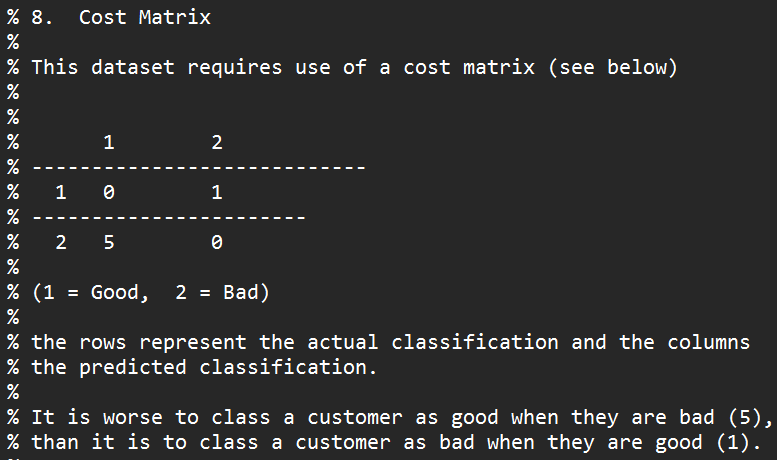 % 8.  Cost Matrix
%
% This dataset requires use of a cost matrix (see below)
%
%
%       1        2
% ----------------------------
%   1   0        1
% -----------------------
%   2   5        0
%
% (1 = Good,  2 = Bad)
%
% the rows represent the actual classification and the columns
% the predicted classification.
%
% It is worse to class a customer as good when they are bad (5),
% than it is to class a customer as bad when they are good (1).
%